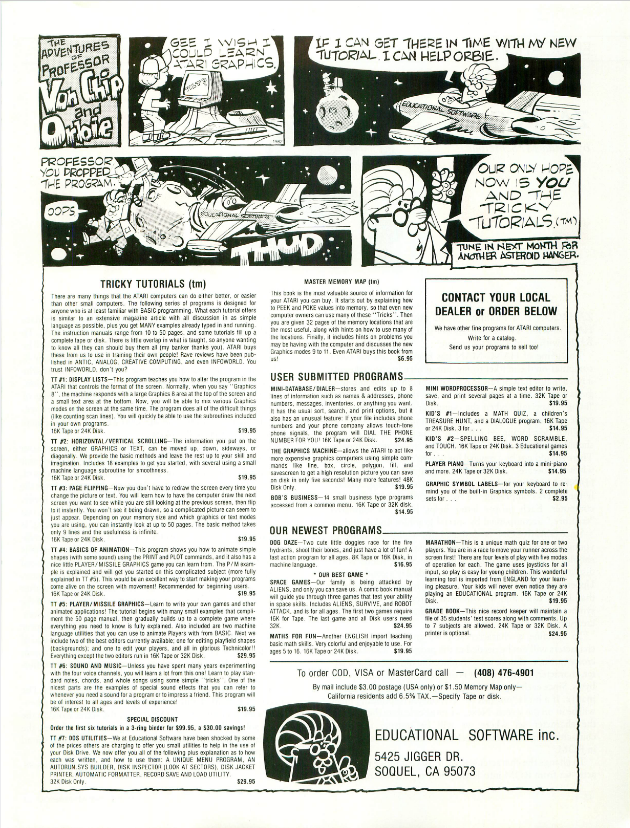 THE
ADVENTURES
OF
PROFESSOR
Von Chip
and
Orbie
GEE I WISH I
COULD LEARN
ATARI GRAPHICS.
IF I CAN GET THERE IN TIME WITH MY NEW
TUTORIAL. I CAN HELP ORBIE.
EDUCATIONAL SOFTWARE
PROFESSOR
YOU DROPPED
THE PROGRAM.
OOPS
EDUCATIONAL SOFTWARE
THUD
OUR ONLY HOPE
NOW IS YOU
AND THE
TRICKY
TUTORIALS.(TM)
TUNE IN NEXT MONTH FOR
ANOTHER ASTEROID HANGER.
TRICKY TUTORIALS (tm)
There are many things that the ATARI computers can do either better, or easier
than other small computers. The following series of programs is designed for
anyone who is at least familiar with BASIC programming. What each tutorial offers
is similar to an extensive magazine article with all discussion in as simple
language as possible, plus you get MANY examples already typed in and running.
The instruction manuals range from 10 to 50 pages, and some tutorials fill up a
complete tape or disk. There is little overlap in what is taught, so anyone wanting
to know all they should buy them all (my banker thanks you). ATARI buys
these from us to use in training their own people! Rave reviews have been pub-
lished in ANTIC, ANALOG, CREATIVE COMPUTING, and even INFOWORLD. You
trust INFOWORLD, don't you?
TT #1: DISPLAY LISTS—This program teaches you how to alter the program in the
ATARI that controls the format of the screen. Normally, when you say "Graphics
8", the machine responds with a large Graphics 8 area at the top of the screen and
a small text area at the bottom. Now, you will be able to mix various Graphics
modes on the screen at the same time. The program does all of the difficult things
(like counting scan lines). You will quickly be able to use the subroutines included
in your own programs.
16K Tape or 24K Disk. $19.95
TT #2: HORIZONTAL/VERTICAL SCROLLING—The information you put on the
screen, either GRAPHICS or TEXT, can be moved up, down, sideways, or
diagonally. We provide the basic methods and leave the rest up to your skill and
imagination. Includes 18 examples to get you started, with several using a small
machine language subroutine for smoothness.
16K Tape or 24K Disk. $19.95
TT #3: PAGE FLIPPING—Now you don't have to redraw the screen every time you
change the picture or text. You will learn how to have the computer draw the next
screen you want to see while you are still looking at the previous screen, then flip
to it instantly. You won't see it being drawn, so a complicated picture can seem to
just appear. Depending on your memory size and which graphics or text modes
you are using, you can instantly look at up to 50 pages. The basic method takes
only 9 lines and the usefulness is infinite.
16K Tape or 24K Disk. $19.95
TT #4: BASICS OF ANIMATION—This program shows you how to animate simple
shapes (with some sound) using the PRINT and PLOT commands, and it also has a
nice little PLAYER/MISSILE GRAPHICS game you can learn from. The P/M exam-
ple is explained and will get you started on this complicated subject (more fully
explained in TT #5). This would be an excellent way to start making your programs
come alive on the screen with movement! Recommended for beginning users.
16K Tape or 24K Disk. $19.95
TT #5: PLAYER/MISSILE GRAPHICS—Learn to write your own games and other
animated applications! The tutorial begins with many small examples that compli-
ment the 50 page manual, then gradually builds up to a complete game where
everything you need to know is fully explained. Also included are two machine
language utilities that you can use to animate Players with from BASIC. Next we
include two of the best editors currently available: one for editing playfield shapes
(backgrounds); and one to edit your players, and all in glorious Technicolor!!
Everything except the two editors run in 16K Tape or 32K Disk. $29.95
TT #6: SOUND AND MUSIC—Unless you have spent many years experimenting
with the four voice channels, you will learn a lot from this one! Learn to play stan-
dard notes, chords, and whole songs using some simple "tricks". One of the
nicest parts are the examples of special sound effects that you can refer to
whenever you need a sound for a program or to impress a friend. This program will
be of interest to all ages and levels of experience!
16K Tape or 24K Disk. $19.95
SPECIAL DISCOUNT
Order the first six tutorials in a 3-ring binder for $99.95, a $30.00 savings!
TT #7: DOS UTILITIES—We at Educational Software have been shocked by some
of the prices others are charging to offer you small utilities to help in the use of
your Disk Drive. We now offer you all of the following plus explanation as to how
each was written, and how to use them: A UNIQUE MENU PROGRAM, AN
AUTORUN.SYS BUILDER, DISK INSPECTOR (LOOK AT SECTORS), DISK JACKET
PRINTER, AUTOMATIC FORMATTER, RECORD SAVE AND LOAD UTILITY.
32K Disk Only. $29.95
MASTER MEMORY MAP (tm)
This book is the most valuable source of information for
your ATARI you can buy. It starts out by explaining how
to PEEK and POKE values into memory, so that even new
computer owners can use many of these "Tricks". Then
you are given 32 pages of the memory locations that are
the most useful, along with hints on how to use many of
the locations. Finally, it includes hints on problems you
may be having with the computer and discusses the new
Graphics modes 9 to 11. Even ATARI buys this book from
us! $6.95
USER SUBMITTED PROGRAMS
MINI-DATABASE/DIALER—stores and edits up to 8
lines of information such as names & addresses, phone
numbers, messages, inventories, or anything you want.
It has the usual sort, search, and print options, but it
also has an unusual feature: If your file includes phone
numbers and your phone company allows touch-tone
phone signals, the program will DIAL THE PHONE
NUMBER FOR YOU! 16K Tape or 24K Disk. $24.95
THE GRAPHICS MACHINE—allows the ATARI to act like
more expensive graphics computers using simple com-
mands like line, box, circle, polygon, fill, and
savescreen to get a high resolution picture you can save
on disk in only five seconds! Many more features! 48K
Disk Only. $19.95
BOB'S BUSINESS—14 small business type programs
accessed from a common menu. 16K Tape or 32K Disk.
$14.95
OUR NEWEST PROGRAMS
DOG DAZE—Two cute little doggies race for the fire
hydrants, shoot their bones, and just have a lot of fun! A
fast action program for all ages. 8K Tape or 16K Disk, in
machine language. $16.95
" OUR BEST GAME "
SPACE GAMES—Our family is being attacked by
ALIENS, and only you can save us. A comic book manual
will guide you through three games that test your ability
in space skills. Includes ALIENS, SURVIVE, and ROBOT
ATTACK, and is for all ages. The first two games require
16K for Tape. The last game and all Disk users need
32K. $24.95
MATHS FOR FUN—Another ENGLISH import teaching
basic math skills. Very colorful and enjoyable to use. For
ages 5 to 16. 16K Tape or 24K Disk. $19.95
CONTACT YOUR LOCAL
DEALER or ORDER BELOW
We have other fine programs for ATARI computers.
Write for a catalog.
Send us your programs to sell too!
MINI WORDPROCESSOR—A simple text editor to write,
save, and print several pages at a time. 32K Tape or
Disk. $19.95
KID'S #1—includes a MATH QUIZ, a children's
TREASURE HUNT, and a DIALOGUE program. 16K Tape
or 24K Disk. 3 for . . . $14.95
KID'S #2—SPELLING BEE, WORD SCRAMBLE,
and TOUCH. 16K Tape or 24K Disk. 3 Educational games
for . . . $14.95
PLAYER PIANO—Turns your keyboard into a mini-piano
and more. 24K Tape or 32K Disk. $14.95
GRAPHIC SYMBOL LABELS—for your keyboard to re-
mind you of the built-in Graphics symbols. 2 complete
sets for . . . $2.95
MARATHON—This is a unique math quiz for one or two
players. You are in a race to move your runner across the
screen first! There are four levels of play with five modes
of operation for each. The game uses joysticks for all
input, so play is easy for young children. This wonderful
learning tool is imported from ENGLAND for your learn-
ing pleasure. Your kids will never even notice they are
playing an EDUCATIONAL program. 16K Tape or 24K
Disk. $19.95
GRADE BOOK—This nice record keeper will maintain a
file of 35 students' test scores along with comments. Up
to 7 subjects are allowed. 24K Tape or 32K Disk. A
printer is optional. $24.95
To order COD, VISA or MasterCard call — (408) 476-4901
By mail include $3.00 postage (USA only) or $1.50 Memory Map only—
California residents add 6.5% TAX.—Specify Tape or disk.
EDUCATIONAL SOFTWARE inc.
5425 JIGGER DR.
SOQUEL, CA 95073